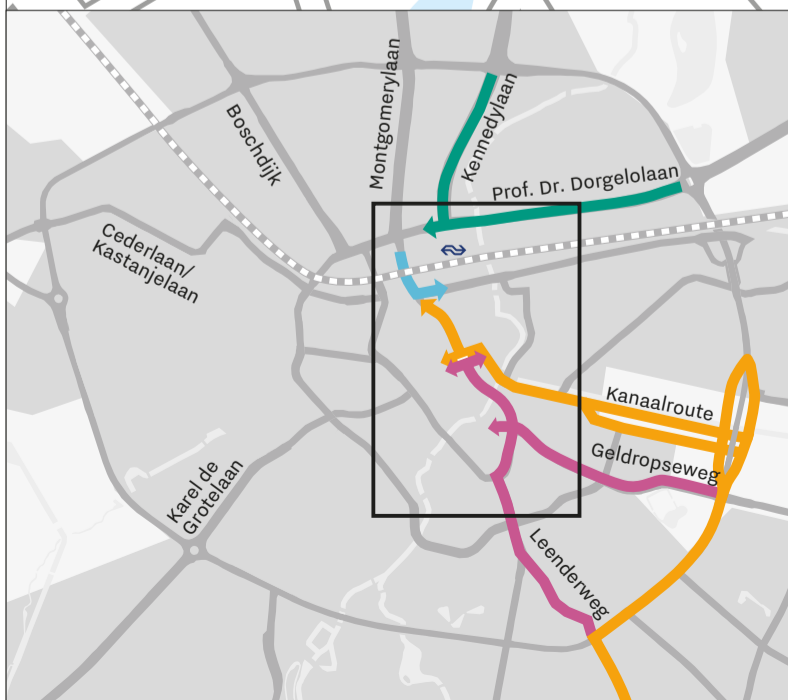 Montgomerylaan
Kennedylaan
Boschdijk
Prof. Dr. Dorgelolaan
Cederlaan/
Kastanjelaan
Kanaalroute
Geldropseweg
Karel de
Grotelaan
Leenderweg